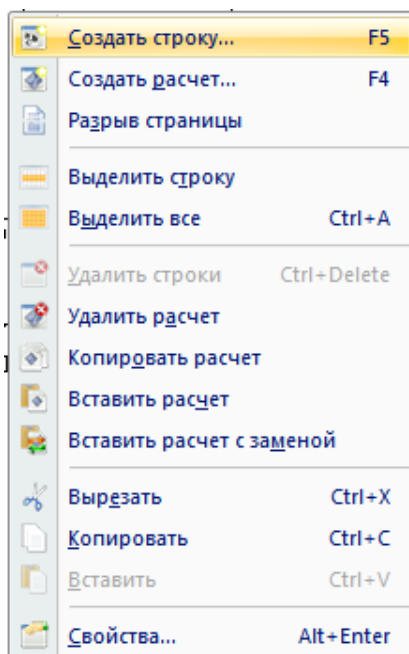 Создать строку... F5
Создать расчет... F4
Разрыв страницы
Выделить строку
Выделить все Ctrl+A
Удалить строки Ctrl+Delete
Удалить расчет
Копировать расчет
Вставить расчет
Вставить расчет с заменой
Вырезать Ctrl+X
Копировать Ctrl+C
Вставить Ctrl+V
Свойства... Alt+Enter